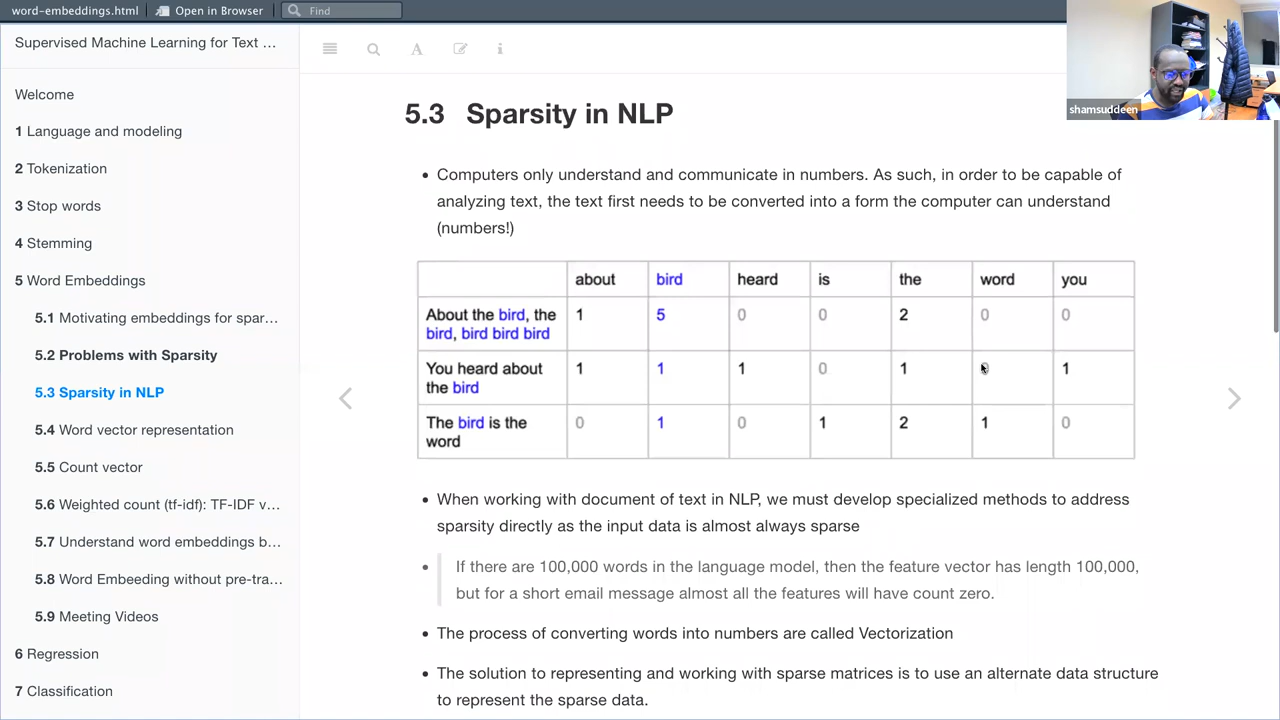 word-embeddings.html
Open in Browser
Find
Supervised Machine Learning for Text …
Welcome
1 Language and modeling
2 Tokenization
3 Stop words
4 Stemming
5 Word Embeddings
5.1 Motivating embeddings for spar…
5.2 Problems with Sparsity
5.3 Sparsity in NLP
5.4 Word vector representation
5.5 Count vector
5.6 Weighted count (tf-idf): TF-IDF v…
5.7 Understand word embeddings b…
5.8 Word Embeeding without pre-tra…
5.9 Meeting Videos
6 Regression
7 Classification
shamsuddeen
5.3 Sparsity in NLP
• Computers only understand and communicate in numbers. As such, in order to be capable of
analyzing text, the text first needs to be converted into a form the computer can understand
(numbers!)
about bird heard is the word you
About the bird, the
bird, bird bird bird
1 5 0 0 2 0 0
You heard about
the bird
1 1 1 0 1 1
The bird is the
word
0 1 0 1 2 1 0
• When working with document of text in NLP, we must develop specialized methods to address
sparsity directly as the input data is almost always sparse
• If there are 100,000 words in the language model, then the feature vector has length 100,000,
but for a short email message almost all the features will have count zero.
• The process of converting words into numbers are called Vectorization
• The solution to representing and working with sparse matrices is to use an alternate data structure
to represent the sparse data.